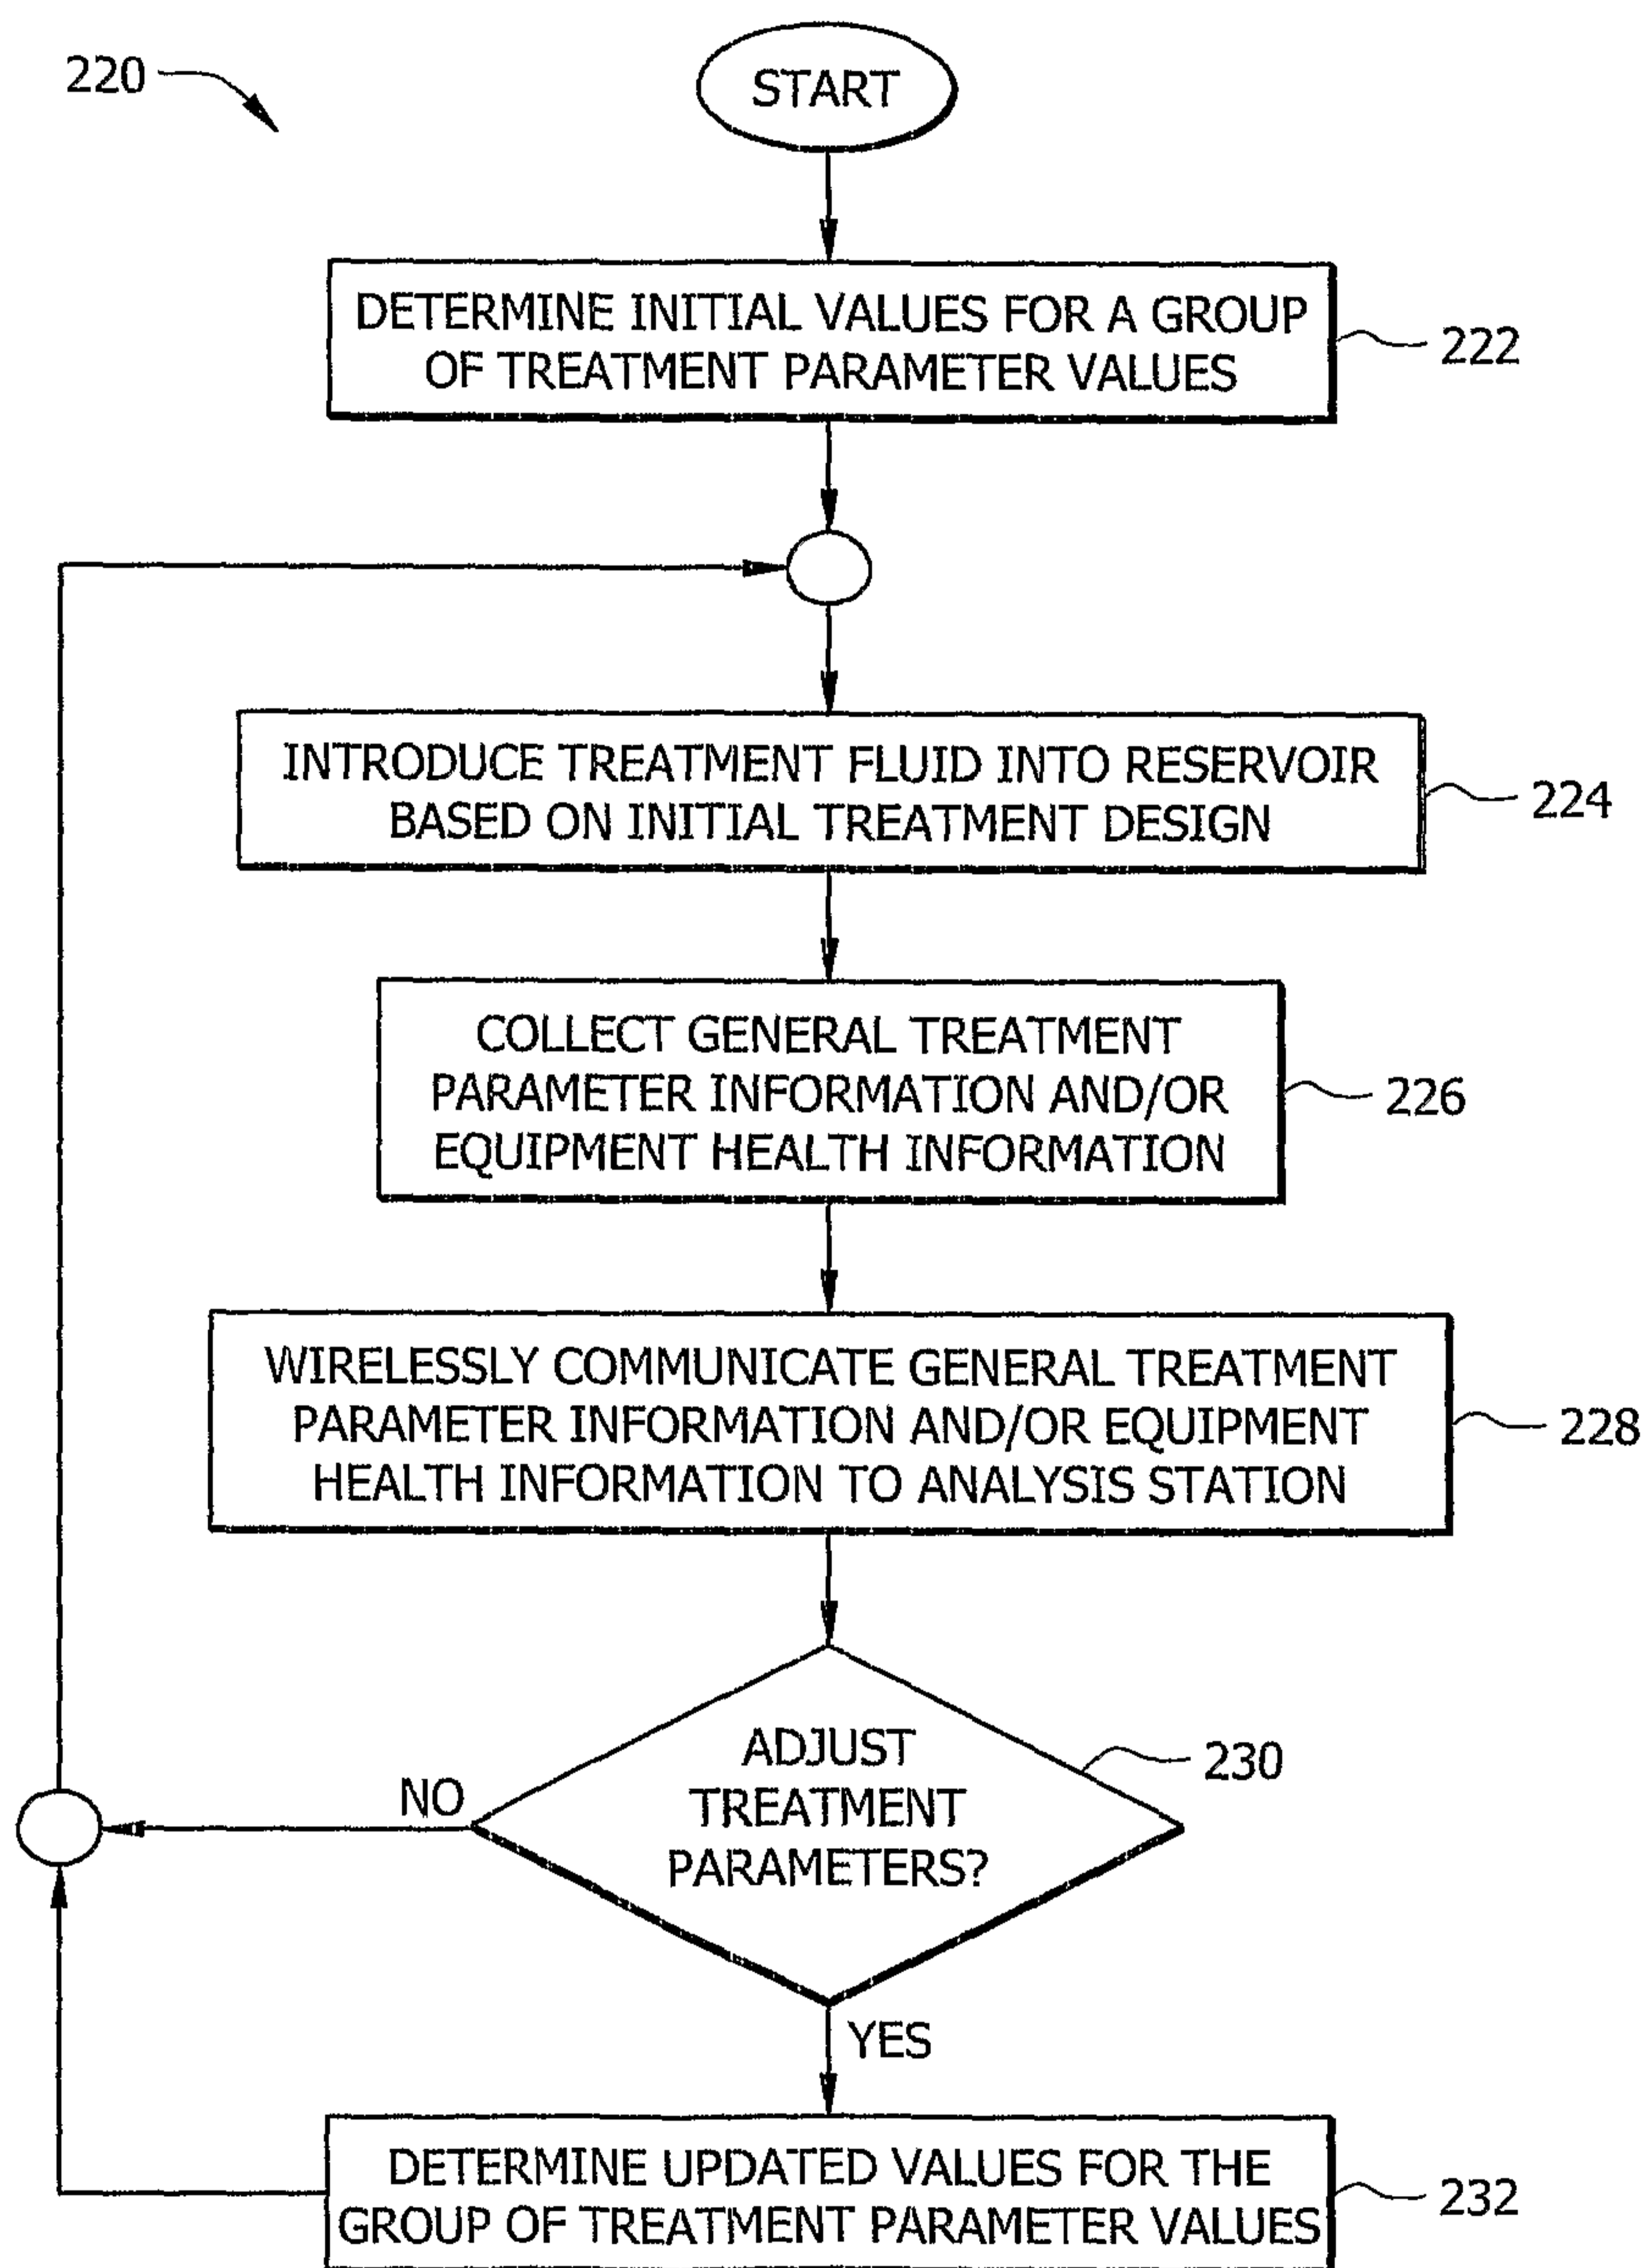 220
START
DETERMINE INITIAL VALUES FOR A GROUP
OF TREATMENT PARAMETER VALUES
222
INTRODUCE TREATMENT FLUID INTO RESERVOIR
BASED ON INITIAL TREATMENT DESIGN
224
COLLECT GENERAL TREATMENT
PARAMETER INFORMATION AND/OR
EQUIPMENT HEALTH INFORMATION
226
WIRELESSLY COMMUNICATE GENERAL TREATMENT
PARAMETER INFORMATION AND/OR EQUIPMENT
HEALTH INFORMATION TO ANALYSIS STATION
228
ADJUST
TREATMENT
PARAMETERS?
230
NO
YES
DETERMINE UPDATED VALUES FOR THE
GROUP OF TREATMENT PARAMETER VALUES
232